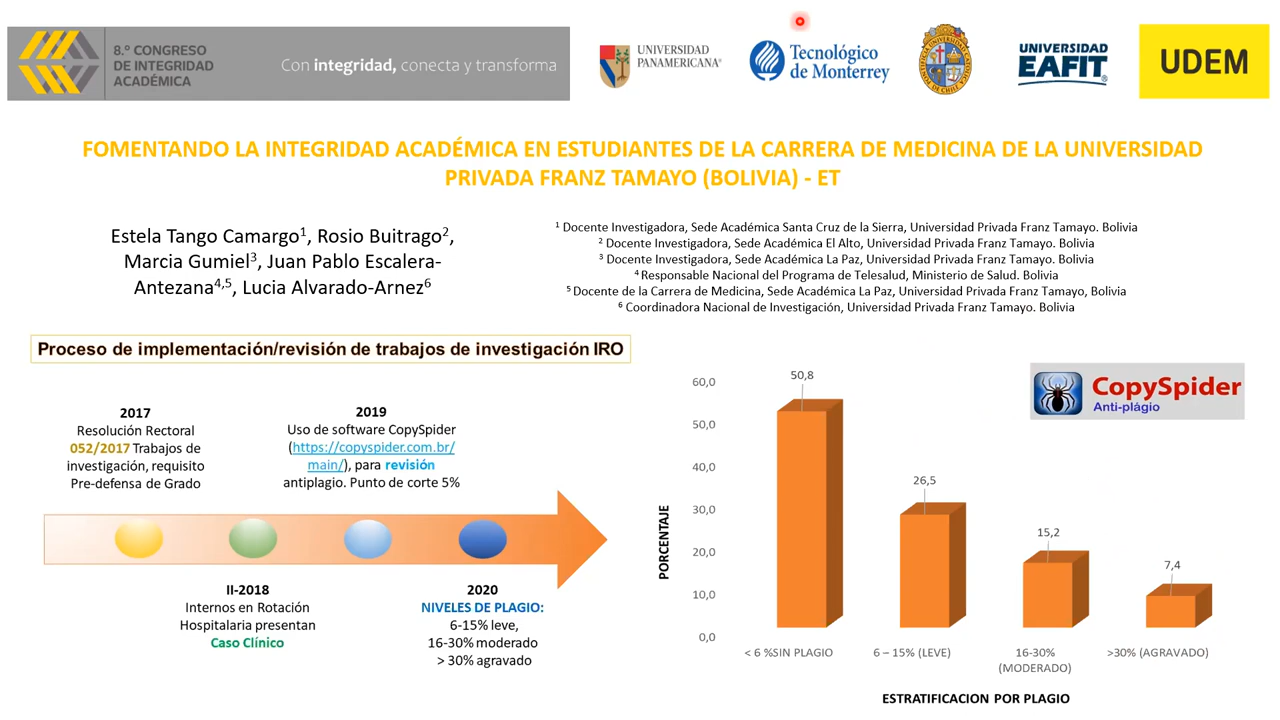 8.º CONGRESO
DE INTEGRIDAD
ACADÉMICA
Con integridad, conecta y transforma
UNIVERSIDAD
PANAMERICANA®
Tecnológico
de Monterrey
UNIVERSIDAD
EAFIT®
UDEM
FOMENTANDO LA INTEGRIDAD ACADÉMICA EN ESTUDIANTES DE LA CARRERA DE MEDICINA DE LA UNIVERSIDAD
PRIVADA FRANZ TAMAYO (BOLIVIA) - ET
Estela Tango Camargo¹, Rosio Buitrago²,
Marcia Gumiel³, Juan Pablo Escalera-
Antezana⁴,⁵, Lucia Alvarado-Arnez⁶
¹ Docente Investigadora, Sede Académica Santa Cruz de la Sierra, Universidad Privada Franz Tamayo. Bolivia
² Docente Investigadora, Sede Académica El Alto, Universidad Privada Franz Tamayo. Bolivia
³ Docente Investigadora, Sede Académica La Paz, Universidad Privada Franz Tamayo. Bolivia
⁴ Responsable Nacional del Programa de Telesalud, Ministerio de Salud. Bolivia
⁵ Docente de la Carrera de Medicina, Sede Académica La Paz, Universidad Privada Franz Tamayo, Bolivia
⁶ Coordinadora Nacional de Investigación, Universidad Privada Franz Tamayo. Bolivia
Proceso de implementación/revisión de trabajos de investigación IRO
2017
Resolución Rectoral
052/2017 Trabajos de
investigación, requisito
Pre-defensa de Grado
2019
Uso de software CopySpider
(https://copyspider.com.br/
main/), para revisión
antiplagio. Punto de corte 5%
II-2018
Internos en Rotación
Hospitalaria presentan
Caso Clínico
2020
NIVELES DE PLAGIO:
6-15% leve,
16-30% moderado
> 30% agravado
CopySpider
Anti-plágio
PORCENTAJE
60,0
50,0
40,0
30,0
20,0
10,0
0,0
50,8
26,5
15,2
7,4
< 6 %SIN PLAGIO
6 – 15% (LEVE)
16-30%
(MODERADO)
>30% (AGRAVADO)
ESTRATIFICACION POR PLAGIO